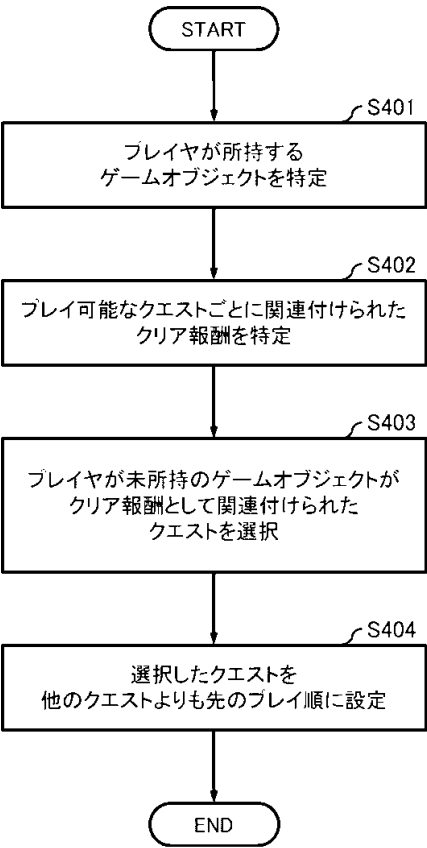 START
S401
プレイヤが所持する
ゲームオブジェクトを特定
S402
プレイ可能なクエストごとに関連付けられた
クリア報酬を特定
S403
プレイヤが未所持のゲームオブジェクトが
クリア報酬として関連付けられた
クエストを選択
S404
選択したクエストを
他のクエストよりも先のプレイ順に設定
END